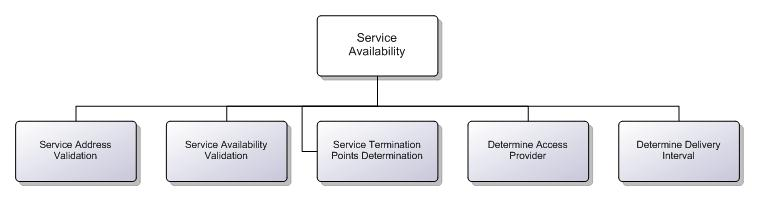 Service
Availability
Service Address
Validation
Service Availability
Validation
Service Termination
Points Determination
Determine Access
Provider
Determine Delivery
Interval